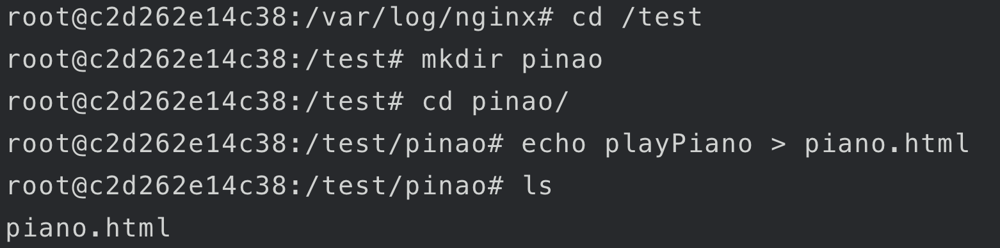 root@c2d262e14c38:/var/log/nginx# cd /test
root@c2d262e14c38:/test# mkdir pinao
root@c2d262e14c38:/test# cd pinao/
root@c2d262e14c38:/test/pinao# echo playPiano > piano.html
root@c2d262e14c38:/test/pinao# ls
piano.html